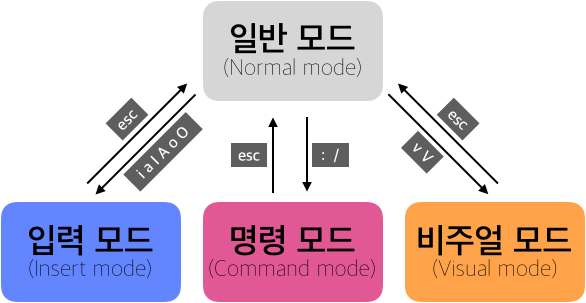 일반 모드
(Normal mode)
esc
i a I A o O
esc
: /
esc
v V
입력 모드
(Insert mode)
명령 모드
(Command mode)
비주얼 모드
(Visual mode)